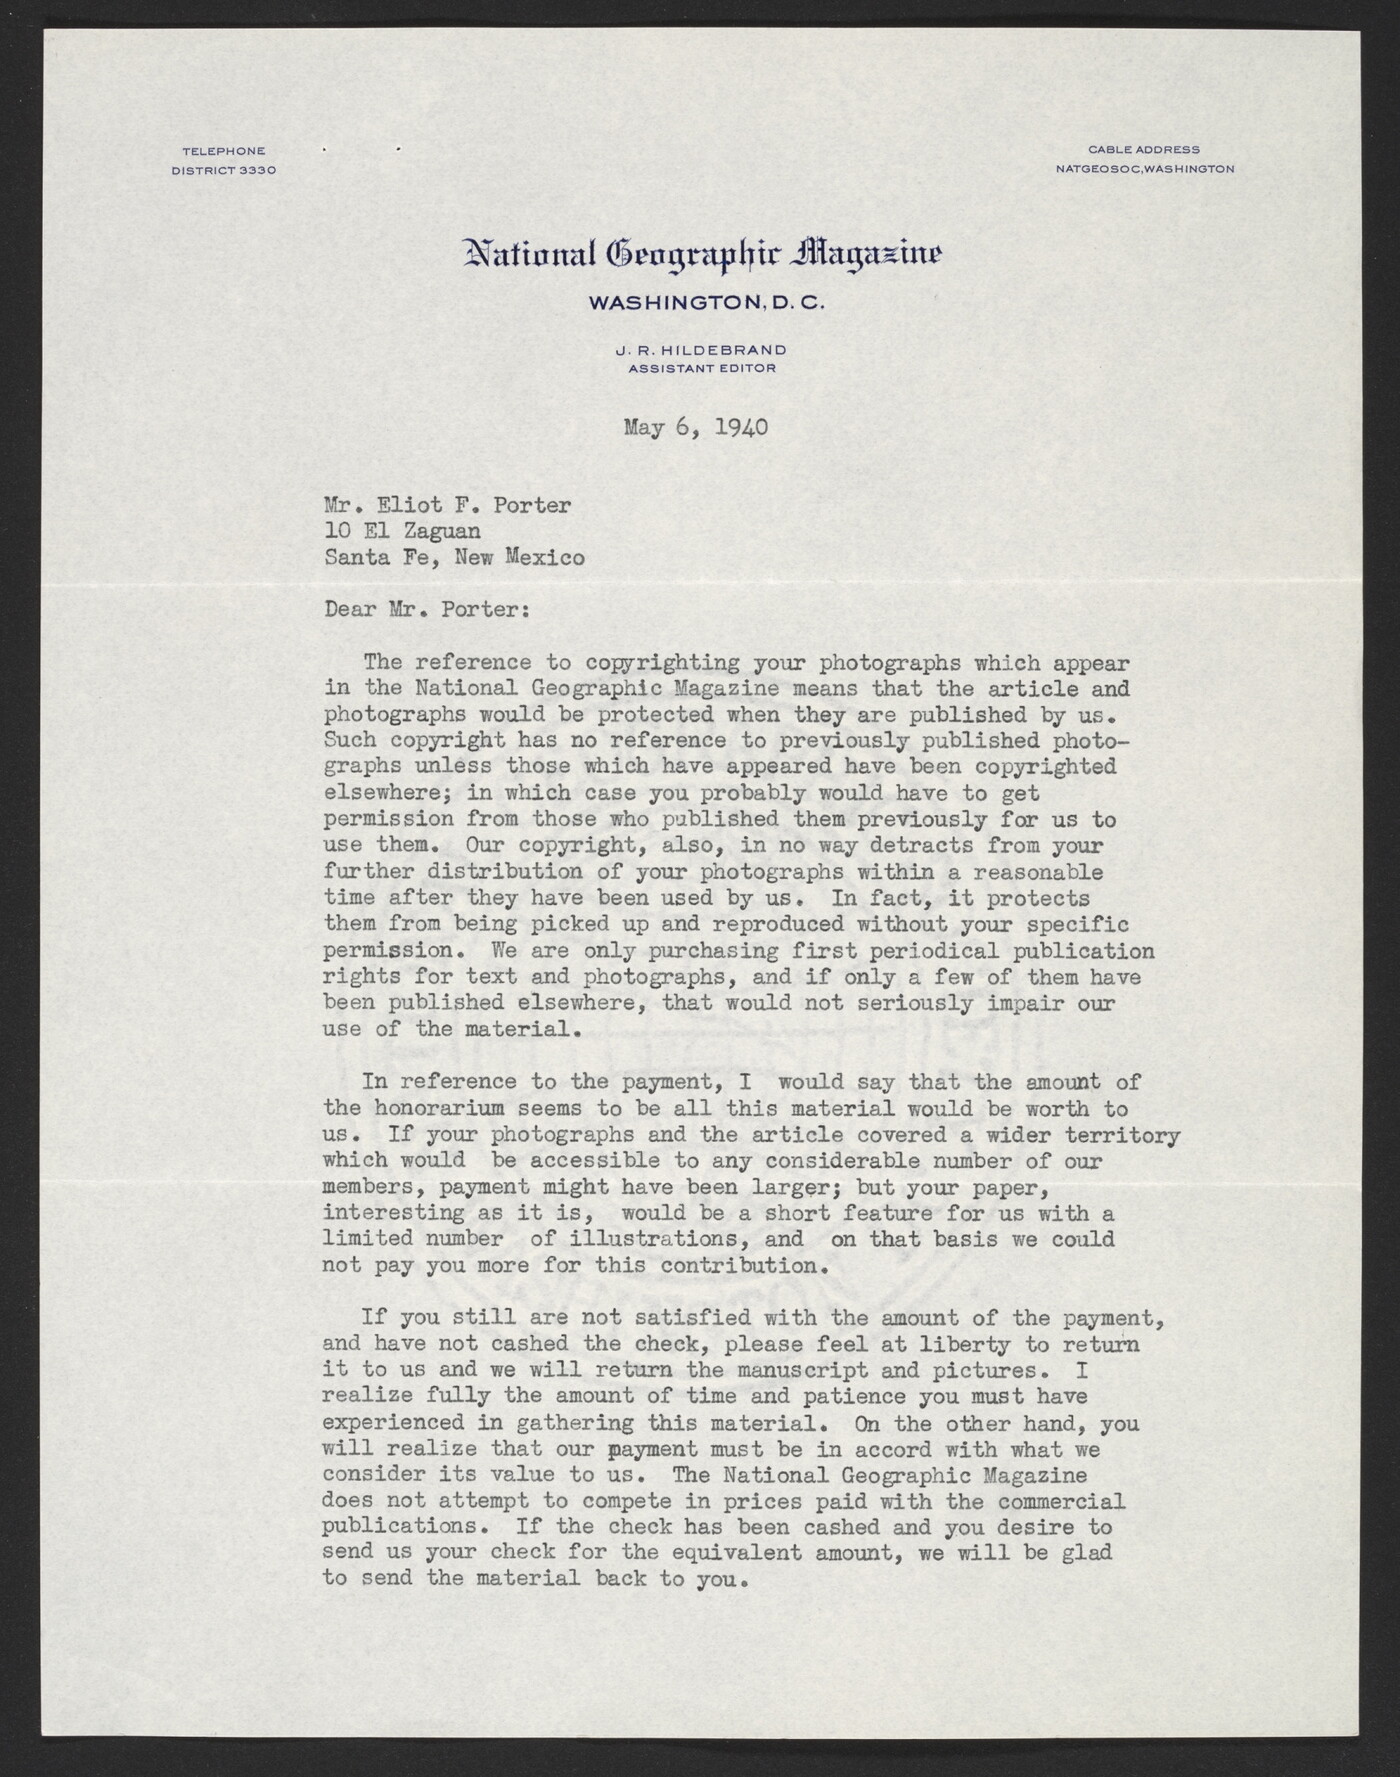 TELEPHONE
DISTRICT 3330
CABLE ADDRESS
NATGEOSOC, WASHINGTON
National Geographic Magazine
WASHINGTON, D. C.
J. R. HILDEBRAND
ASSISTANT EDITOR
May 6, 1940
Mr. Eliot F. Porter
10 El Zaguan
Santa Fe, New Mexico
Dear Mr. Porter:
The reference to copyrighting your photographs which appear
in the National Geographic Magazine means that the article and
photographs would be protected when they are published by us.
Such copyright has no reference to previously published photo-
graphs unless those which have appeared have been copyrighted
elsewhere; in which case you probably would have to get
permission from those who published them previously for us to
use them. Our copyright, also, in no way detracts from your
further distribution of your photographs within a reasonable
time after they have been used by us. In fact, it protects
them from being picked up and reproduced without your specific
permission. We are only purchasing first periodical publication
rights for text and photographs, and if only a few of them have
been published elsewhere, that would not seriously impair our
use of the material.
In reference to the payment, I would say that the amount of
the honorarium seems to be all this material would be worth to
us. If your photographs and the article covered a wider territory
which would be accessible to any considerable number of our
members, payment might have been larger; but your paper,
interesting as it is, would be a short feature for us with a
limited number of illustrations, and on that basis we could
not pay you more for this contribution.
If you still are not satisfied with the amount of the payment,
and have not cashed the check, please feel at liberty to return
it to us and we will return the manuscript and pictures. I
realize fully the amount of time and patience you must have
experienced in gathering this material. On the other hand, you
will realize that our payment must be in accord with what we
consider its value to us. The National Geographic Magazine
does not attempt to compete in prices paid with the commercial
publications. If the check has been cashed and you desire to
send us your check for the equivalent amount, we will be glad
to send the material back to you.